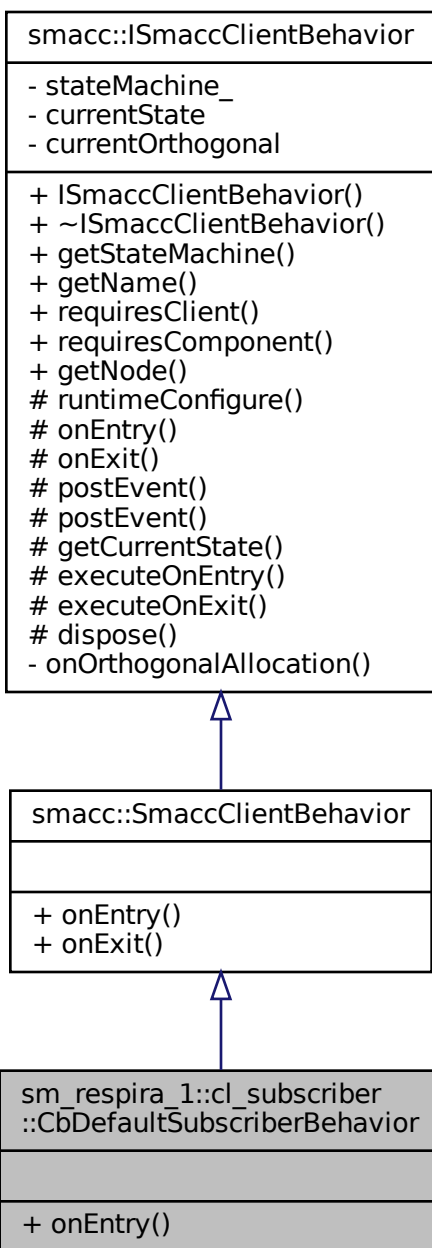 smacc::ISmaccClientBehavior
- stateMachine_
- currentState
- currentOrthogonal
+ ISmaccClientBehavior()
+ ~ISmaccClientBehavior()
+ getStateMachine()
+ getName()
+ requiresClient()
+ requiresComponent()
+ getNode()
# runtimeConfigure()
# onEntry()
# onExit()
# postEvent()
# postEvent()
# getCurrentState()
# executeOnEntry()
# executeOnExit()
# dispose()
- onOrthogonalAllocation()
smacc::SmaccClientBehavior
+ onEntry()
+ onExit()
sm_respira_1::cl_subscriber
::CbDefaultSubscriberBehavior
+ onEntry()